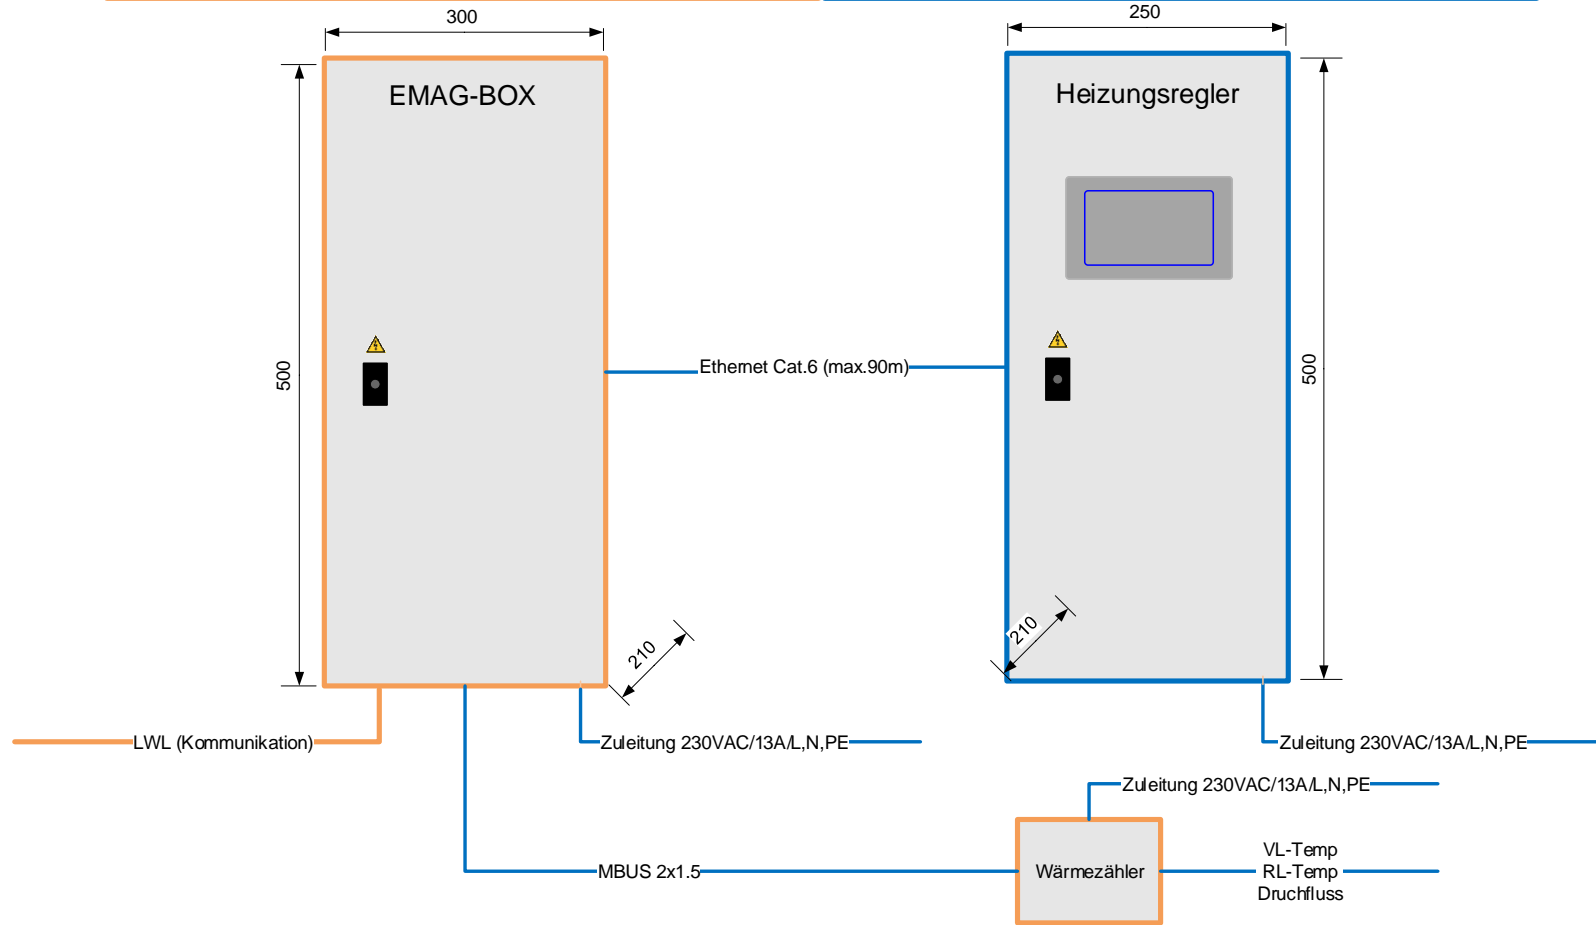 300
250
EMAG-BOX
Heizungsregler
500
Ethernet Cat.6 (max.90m)
500
210
210
LWL (Kommunikation)
Zuleitung 230VAC/13A/L,N,PE
Zuleitung 230VAC/13A/L,N,PE
Zuleitung 230VAC/13A/L,N,PE
MBUS 2x1.5
Wärmezähler
VL-Temp
RL-Temp
Druchfluss